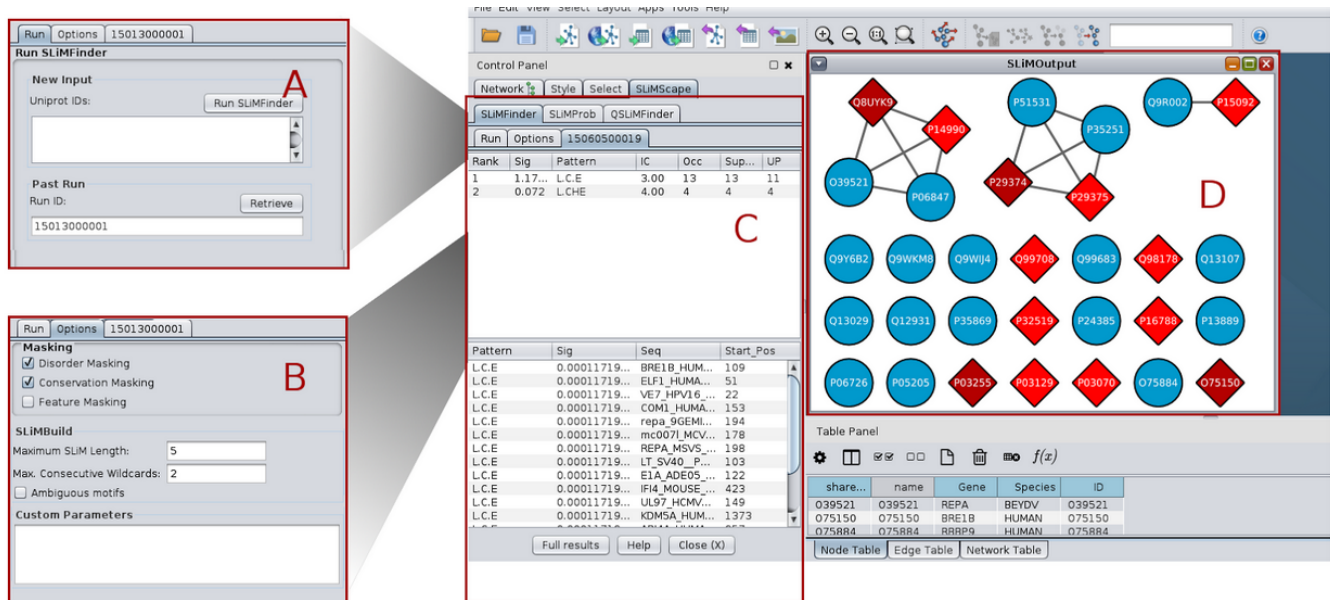 File Edit View Select Layout Apps Tools Help
Run Options 15013000001
Run SLiMFinder
A
New Input
Uniprot IDs: Run SLiMFinder
Past Run
Run ID: Retrieve
15013000001
Run Options 15013000001
Masking
Disorder Masking
Conservation Masking
Feature Masking
B
SLiMBuild
Maximum SLiM Length: 5
Max. Consecutive Wildcards: 2
Ambiguous motifs
Custom Parameters
Control Panel
Network Style Select SLiMScape
SLiMFinder SLiMProb QSLiMFinder
Run Options 15060500019
Rank Sig Pattern IC Occ Sup... UP
1 1.17... L.C.E 3.00 13 13 11
2 0.072 L.CHE 4.00 4 4 4
C
Pattern Sig Seq Start_Pos
L.C.E 0.00011719... BRE1B_HUM... 109
L.C.E 0.00011719... ELF1_HUMA... 51
L.C.E 0.00011719... VE7_HPV16_... 22
L.C.E 0.00011719... COM1_HUMA... 153
L.C.E 0.00011719... repa_9GEMI... 194
L.C.E 0.00011719... mc007l_MCV... 178
L.C.E 0.00011719... REPA_MSVS_... 198
L.C.E 0.00011719... LT_SV40__P... 103
L.C.E 0.00011719... E1A_ADE05_... 122
L.C.E 0.00011719... IFI4_MOUSE_... 423
L.C.E 0.00011719... UL97_HCMV... 149
L.C.E 0.00011719... KDM5A_HUM... 1373
L.C.E 0.00011719...
Full results Help Close (X)
SLiMOutput
Q8UYK9 P51531 Q9R002 P15092
P14990 P35251
O39521 P06847 P29374 P29375
D
Q9Y6B2 Q9WKM8 Q9WIJ4 Q99708 Q99683 Q98178 Q13107
Q13029 Q12931 P35869 P32519 P24385 P16788 P13889
P06726 P05205 P03255 P03129 P03070 O75884 O75150
Table Panel
f(x)
share... name Gene Species ID
O39521 O39521 REPA BEYDV O39521
O75150 O75150 BRE1B HUMAN O75150
O75884 O75884 RBBP9 HUMAN O75884
Node Table Edge Table Network Table